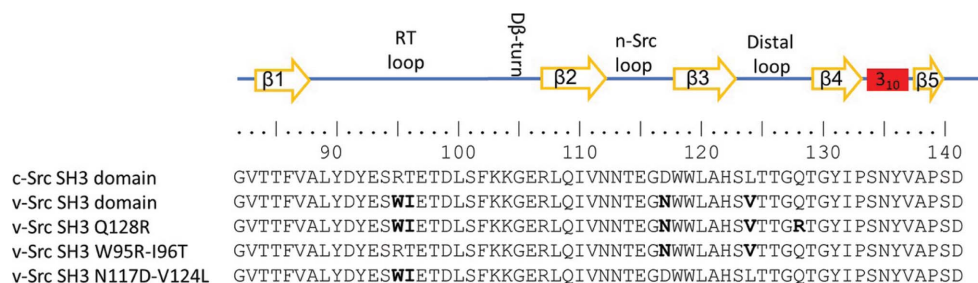 RT loop
Dβ-turn
n-Src loop
Distal loop
β1
β2
β3
β4
3₁₀
β5
90 100 110 120 130 140
c-Src SH3 domain GVTTFVALYDYESRTETDLSFKKGERLQIVNNTEGDWWLAHSLTTGQTGYIPSNYVAPSD
v-Src SH3 domain GVTTFVALYDYESWIETDLSFKKGERLQIVNNTEGNWWLAHSVTTGQTGYIPSNYVAPSD
v-Src SH3 Q128R GVTTFVALYDYESWIETDLSFKKGERLQIVNNTEGNWWLAHSVTTGRTGYIPSNYVAPSD
v-Src SH3 W95R-I96T GVTTFVALYDYESRTETDLSFKKGERLQIVNNTEGNWWLAHSVTTGQTGYIPSNYVAPSD
v-Src SH3 N117D-V124L GVTTFVALYDYESWIETDLSFKKGERLQIVNNTEGDWWLAHSLTTGQTGYIPSNYVAPSD